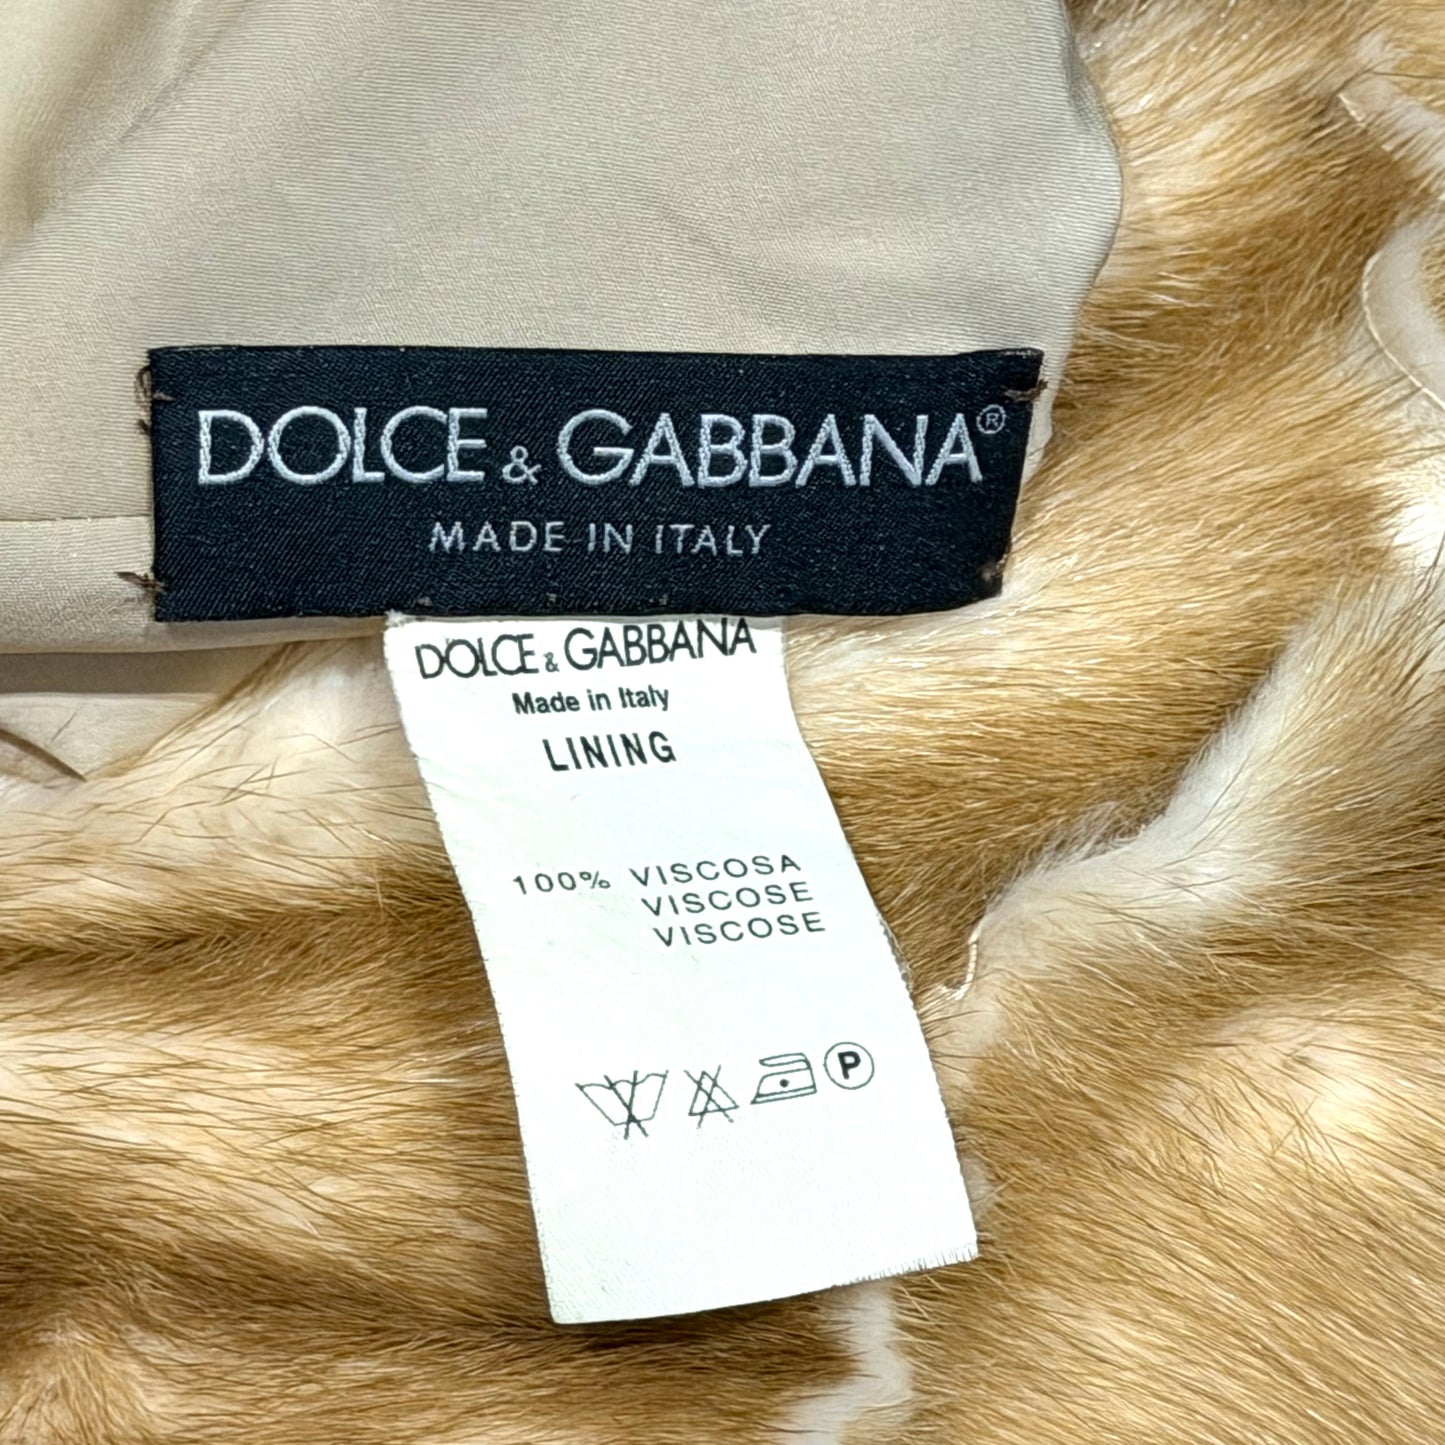 DOLCE & GABBANA®
MADE IN ITALY
DOLCE & GABBANA
Made in Italy
LINING
100% VISCOSA
VISCOSE
VISCOSE
P